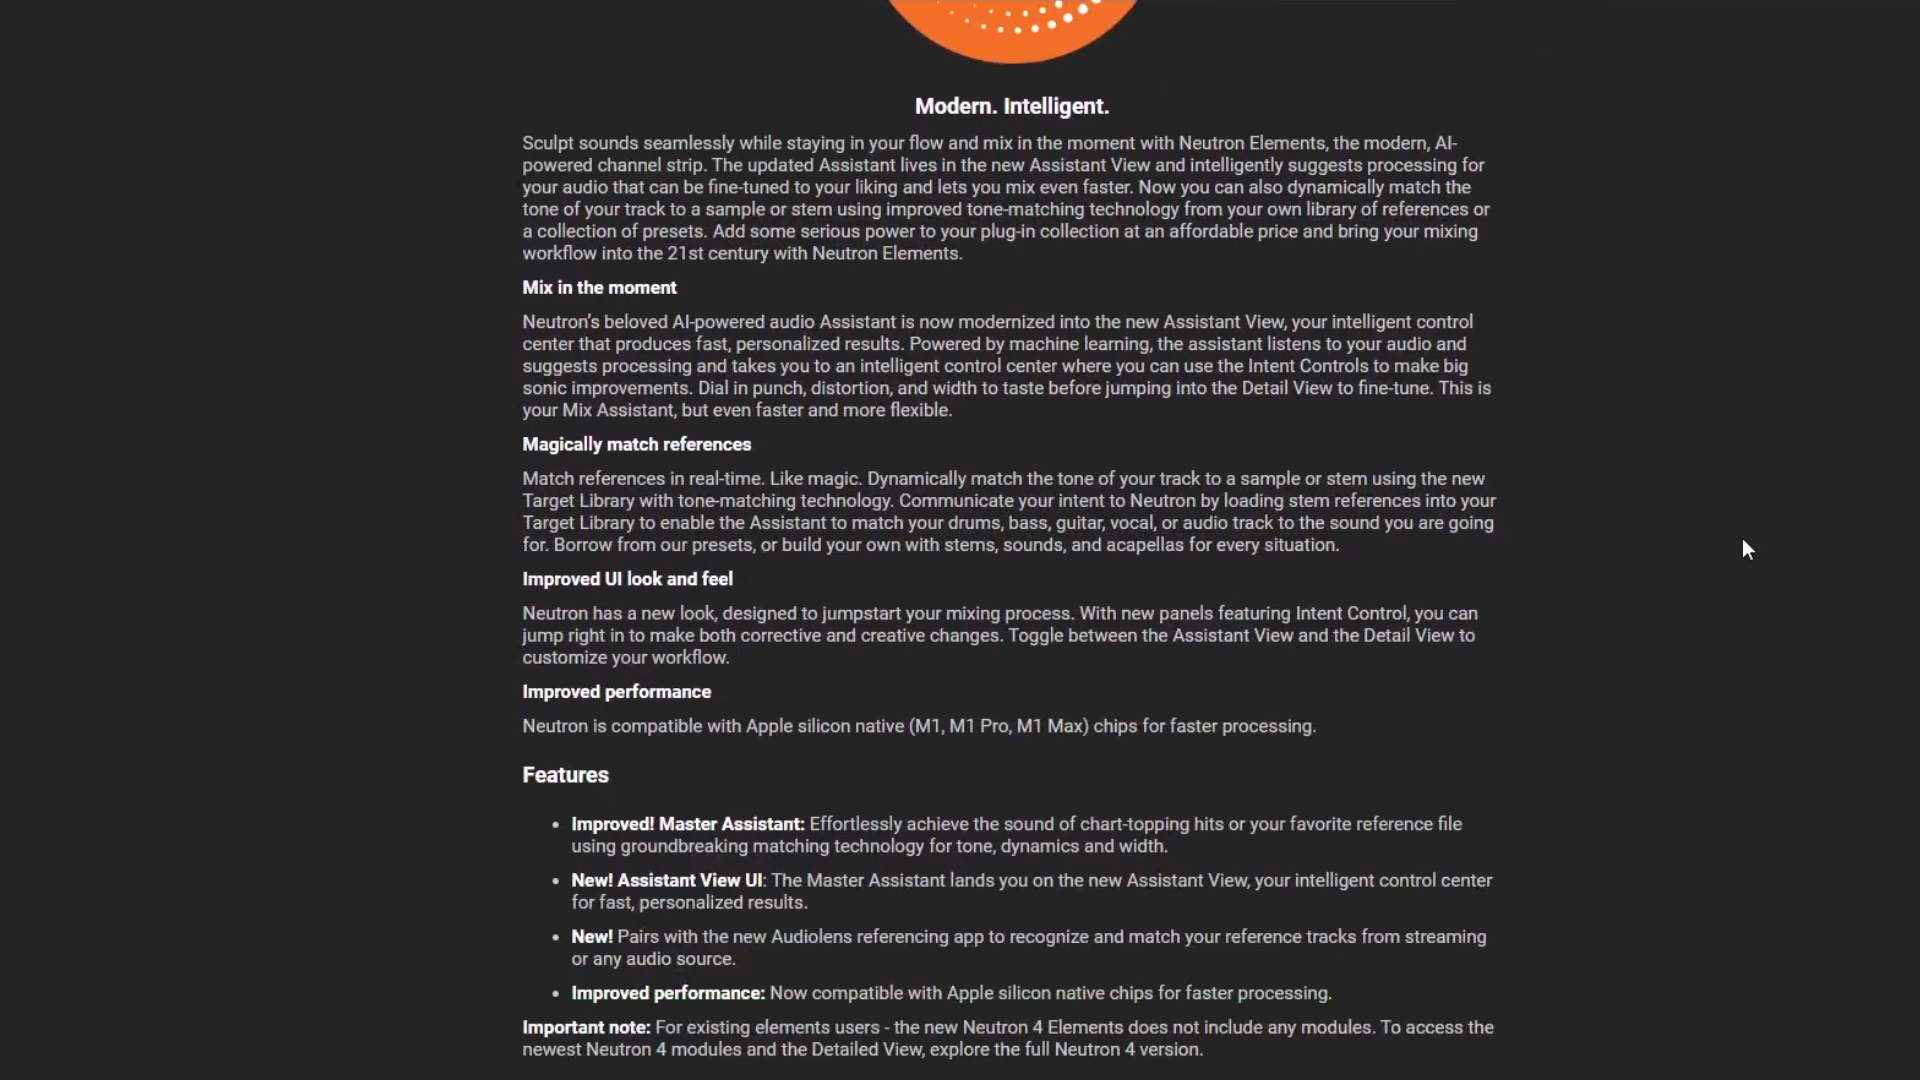 Modern. Intelligent.
Sculpt sounds seamlessly while staying in your flow and mix in the moment with Neutron Elements, the modern, AI-
powered channel strip. The updated Assistant lives in the new Assistant View and intelligently suggests processing for
your audio that can be fine-tuned to your liking and lets you mix even faster. Now you can also dynamically match the
tone of your track to a sample or stem using improved tone-matching technology from your own library of references or
a collection of presets. Add some serious power to your plug-in collection at an affordable price and bring your mixing
workflow into the 21st century with Neutron Elements.
Mix in the moment
Neutron's beloved AI-powered audio Assistant is now modernized into the new Assistant View, your intelligent control
center that produces fast, personalized results. Powered by machine learning, the assistant listens to your audio and
suggests processing and takes you to an intelligent control center where you can use the Intent Controls to make big
sonic improvements. Dial in punch, distortion, and width to taste before jumping into the Detail View to fine-tune. This is
your Mix Assistant, but even faster and more flexible.
Magically match references
Match references in real-time. Like magic. Dynamically match the tone of your track to a sample or stem using the new
Target Library with tone-matching technology. Communicate your intent to Neutron by loading stem references into your
Target Library to enable the Assistant to match your drums, bass, guitar, vocal, or audio track to the sound you are going
for. Borrow from our presets, or build your own with stems, sounds, and acapellas for every situation.
Improved UI look and feel
Neutron has a new look, designed to jumpstart your mixing process. With new panels featuring Intent Control, you can
jump right in to make both corrective and creative changes. Toggle between the Assistant View and the Detail View to
customize your workflow.
Improved performance
Neutron is compatible with Apple silicon native (M1, M1 Pro, M1 Max) chips for faster processing.
Features
• Improved! Master Assistant: Effortlessly achieve the sound of chart-topping hits or your favorite reference file
using groundbreaking matching technology for tone, dynamics and width.
• New! Assistant View UI: The Master Assistant lands you on the new Assistant View, your intelligent control center
for fast, personalized results.
• New! Pairs with the new Audiolens referencing app to recognize and match your reference tracks from streaming
or any audio source.
• Improved performance: Now compatible with Apple silicon native chips for faster processing.
Important note: For existing elements users - the new Neutron 4 Elements does not include any modules. To access the
newest Neutron 4 modules and the Detailed View, explore the full Neutron 4 version.